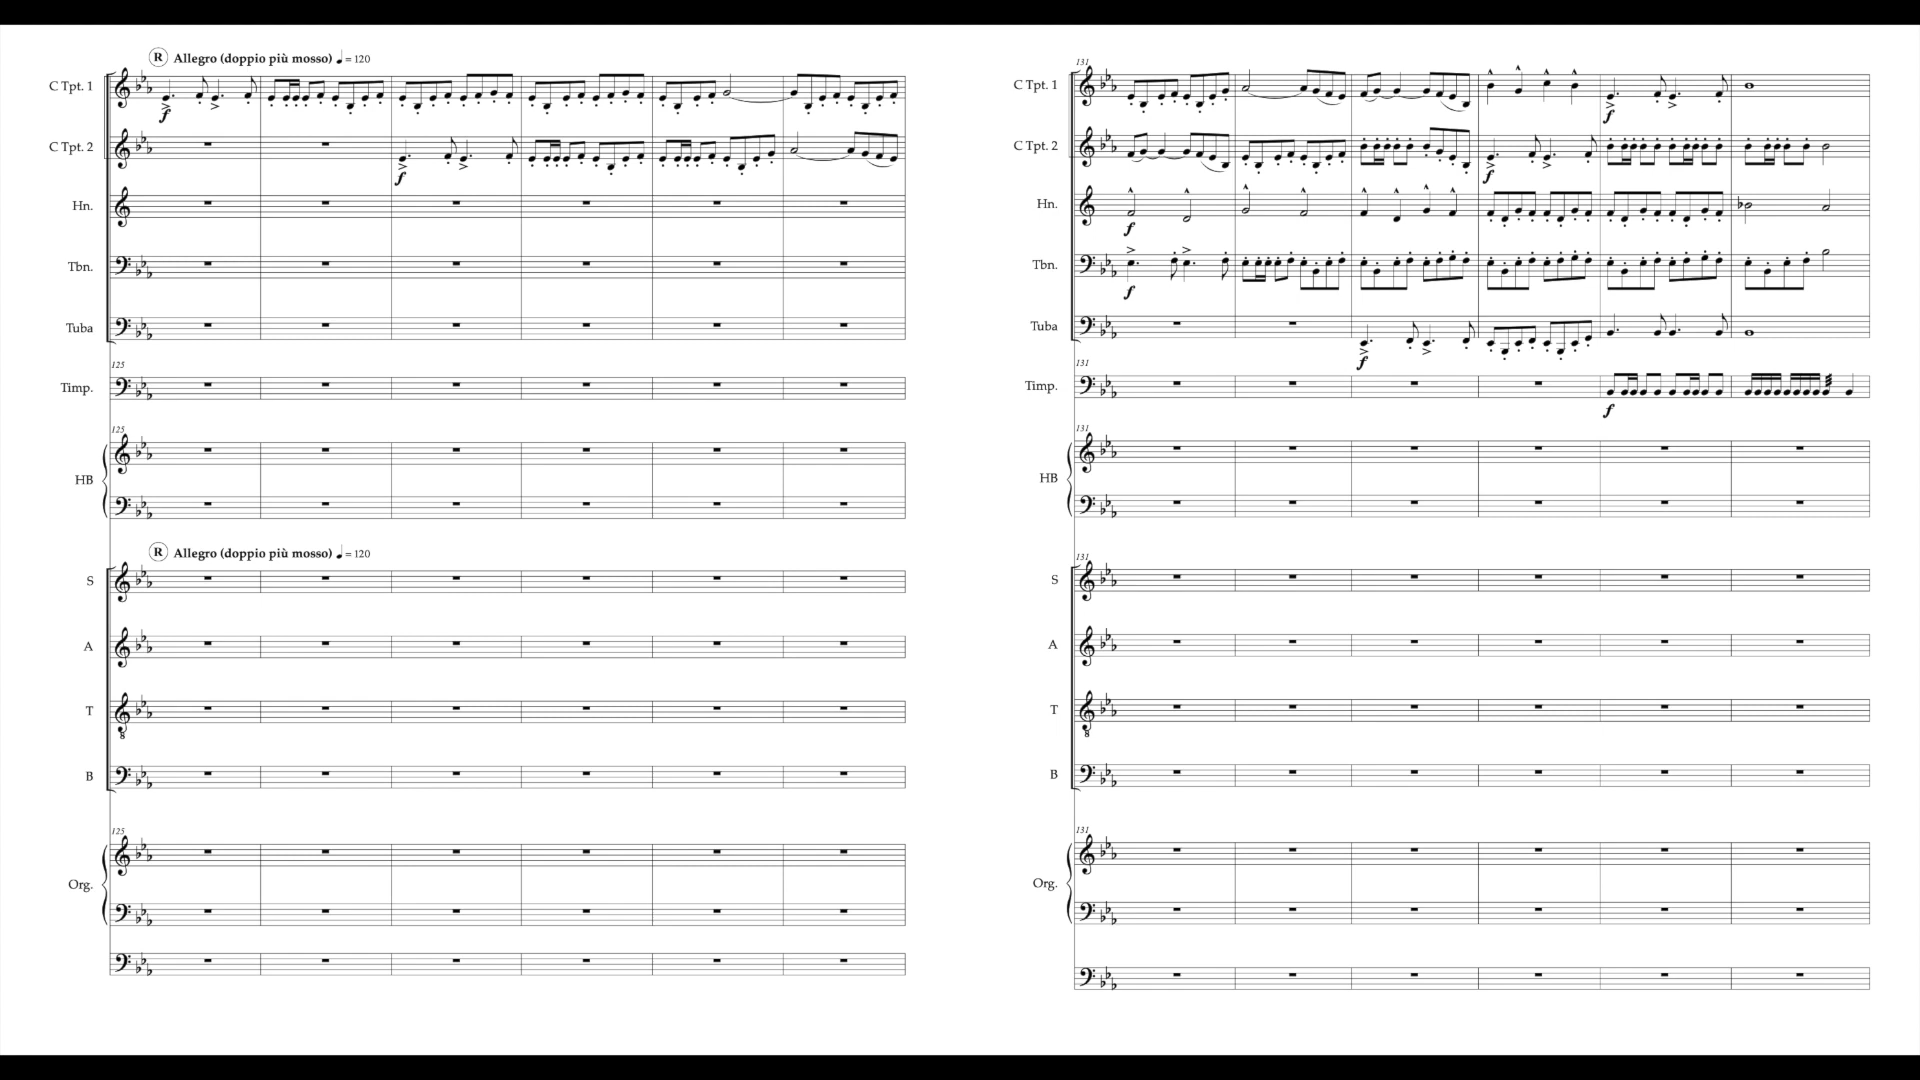 R Allegro (doppio più mosso) ♩ = 120
C Tpt. 1
f
C Tpt. 2
f
Hn.
Tbn.
Tuba
125
Timp.
125
HB
R Allegro (doppio più mosso) ♩ = 120
S
A
T
8
B
125
Org.
131
C Tpt. 1
f
C Tpt. 2
f
Hn.
f
Tbn.
f
Tuba
f
131
Timp.
f
131
HB
131
S
A
T
8
B
131
Org.